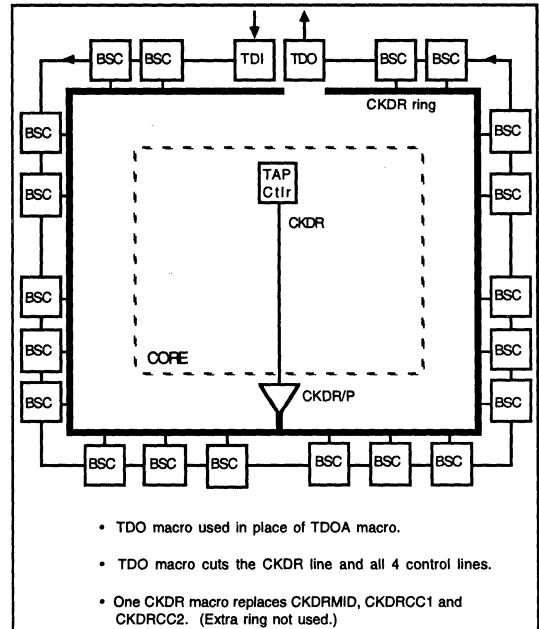 BSC BSC TDI TDO BSC BSC
CKDR ring
BSC BSC
TAP
Ctlr
BSC BSC
CKDR
BSC BSC
BSC BSC
CORE
BSC CKDR/P BSC
BSC BSC BSC BSC BSC BSC
• TDO macro used in place of TDOA macro.
• TDO macro cuts the CKDR line and all 4 control lines.
• One CKDR macro replaces CKDRMID, CKDRCC1 and
CKDRCC2. (Extra ring not used.)